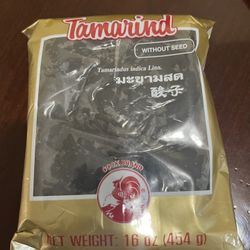 Tamarind
WITHOUT SEED
Tamarindus indica Linn.
มะขามสด
酸子
COCK BRAND
NET WEIGHT: 16 OZ (454 g)